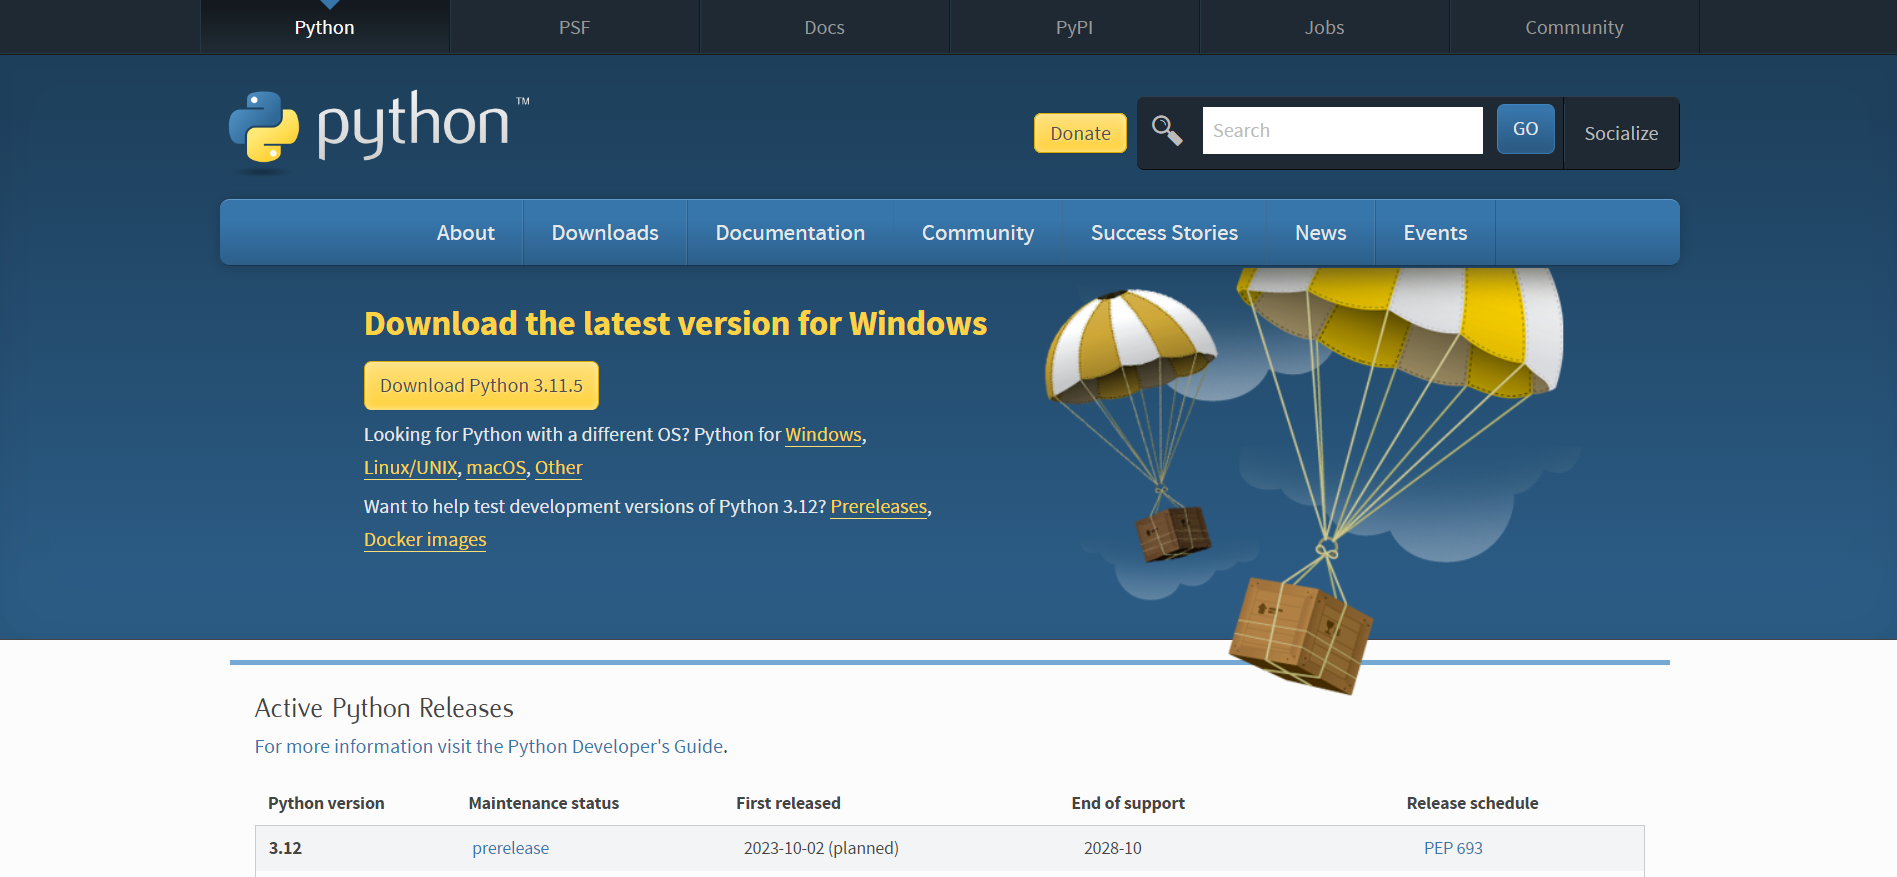 Python PSF Docs PyPI Jobs Community
python™
Donate Search GO Socialize
About Downloads Documentation Community Success Stories News Events
Download the latest version for Windows
Download Python 3.11.5
Looking for Python with a different OS? Python for Windows,
Linux/UNIX, macOS, Other
Want to help test development versions of Python 3.12? Prereleases,
Docker images
Active Python Releases
For more information visit the Python Developer's Guide.
Python version Maintenance status First released End of support Release schedule
3.12 prerelease 2023-10-02 (planned) 2028-10 PEP 693